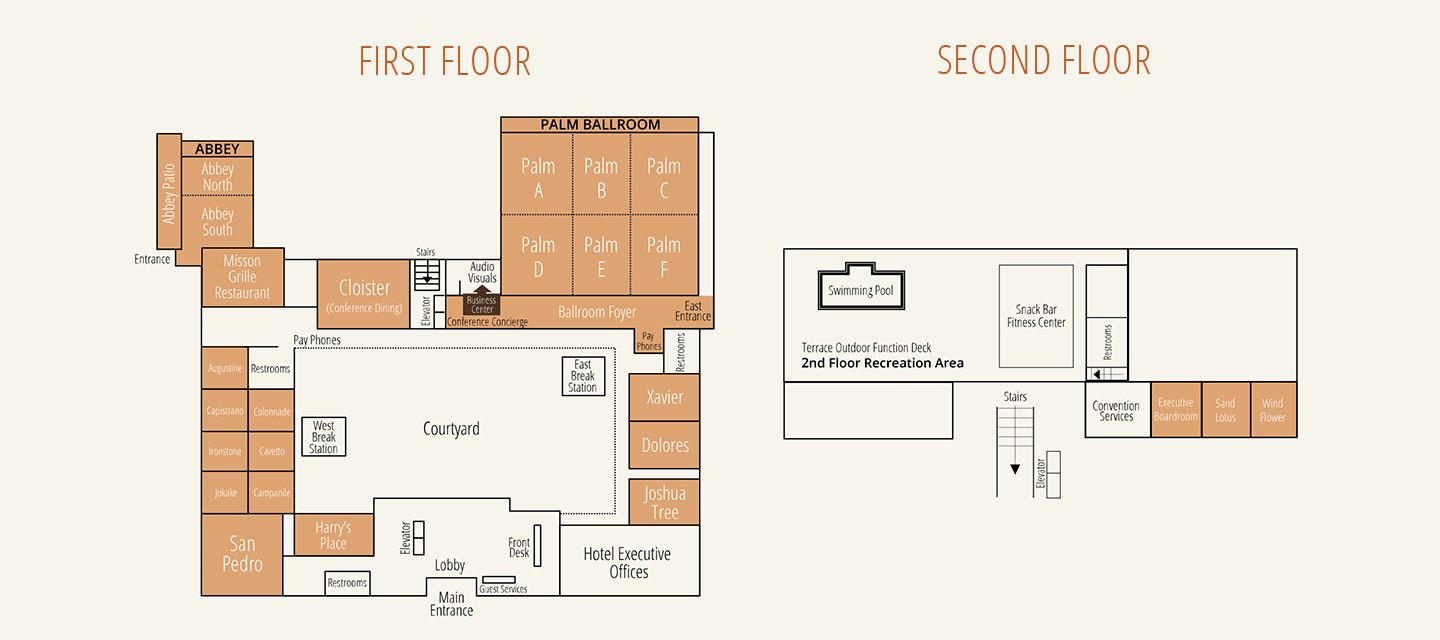 FIRST FLOOR
SECOND FLOOR
PALM BALLROOM
ABBEY
Abbey Patio
Abbey
North
Abbey
South
Palm
A
Palm
B
Palm
C
Palm
D
Palm
E
Palm
F
Entrance
Misson
Grille
Restaurant
Cloister
(Conference Dining)
Stairs
Elevator
Audio
Visuals
Business
Center
Conference Concierge
Ballroom Foyer
East
Entrance
Pay
Phones
Restrooms
Pay Phones
Augustine
Restrooms
Capistrano
Colonnade
Ironstone
Cavetto
Jokake
Campanile
West
Break
Station
East
Break
Station
Courtyard
Xavier
Dolores
Joshua
Tree
San
Pedro
Harry's
Place
Restrooms
Elevator
Front
Desk
Lobby
Guest Services
Main
Entrance
Hotel Executive
Offices
Swimming Pool
Snack Bar
Fitness Center
Restrooms
Terrace Outdoor Function Deck
2nd Floor Recreation Area
Stairs
Elevator
Convention
Services
Executive
Boardroom
Sand
Lotus
Wind
Flower